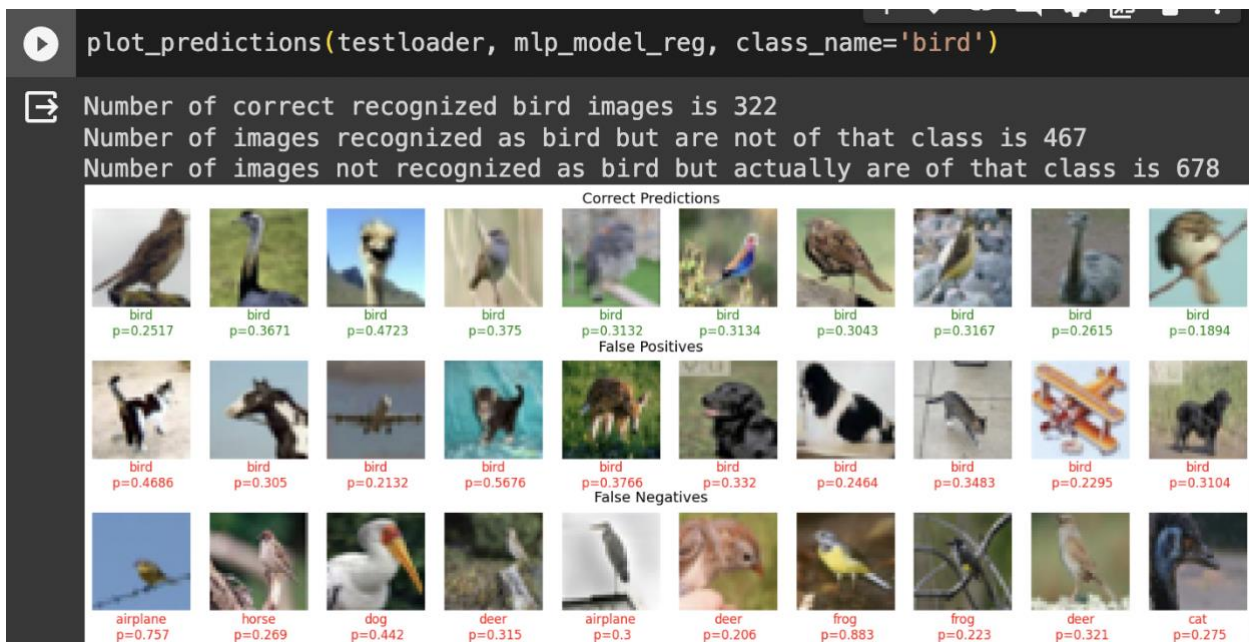 plot_predictions(testloader, mlp_model_reg, class_name='bird')
Number of correct recognized bird images is 322
Number of images recognized as bird but are not of that class is 467
Number of images not recognized as bird but actually are of that class is 678
Correct Predictions
bird bird bird bird bird bird bird bird bird bird
p=0.2517 p=0.3671 p=0.4723 p=0.375 p=0.3132 p=0.3134 p=0.3043 p=0.3167 p=0.2615 p=0.1894
False Positives
bird bird bird bird bird bird bird bird bird bird
p=0.4686 p=0.305 p=0.2132 p=0.5676 p=0.3766 p=0.332 p=0.2464 p=0.3483 p=0.2295 p=0.3104
False Negatives
airplane horse dog deer airplane deer frog frog deer cat
p=0.757 p=0.269 p=0.442 p=0.315 p=0.3 p=0.206 p=0.883 p=0.223 p=0.321 p=0.275